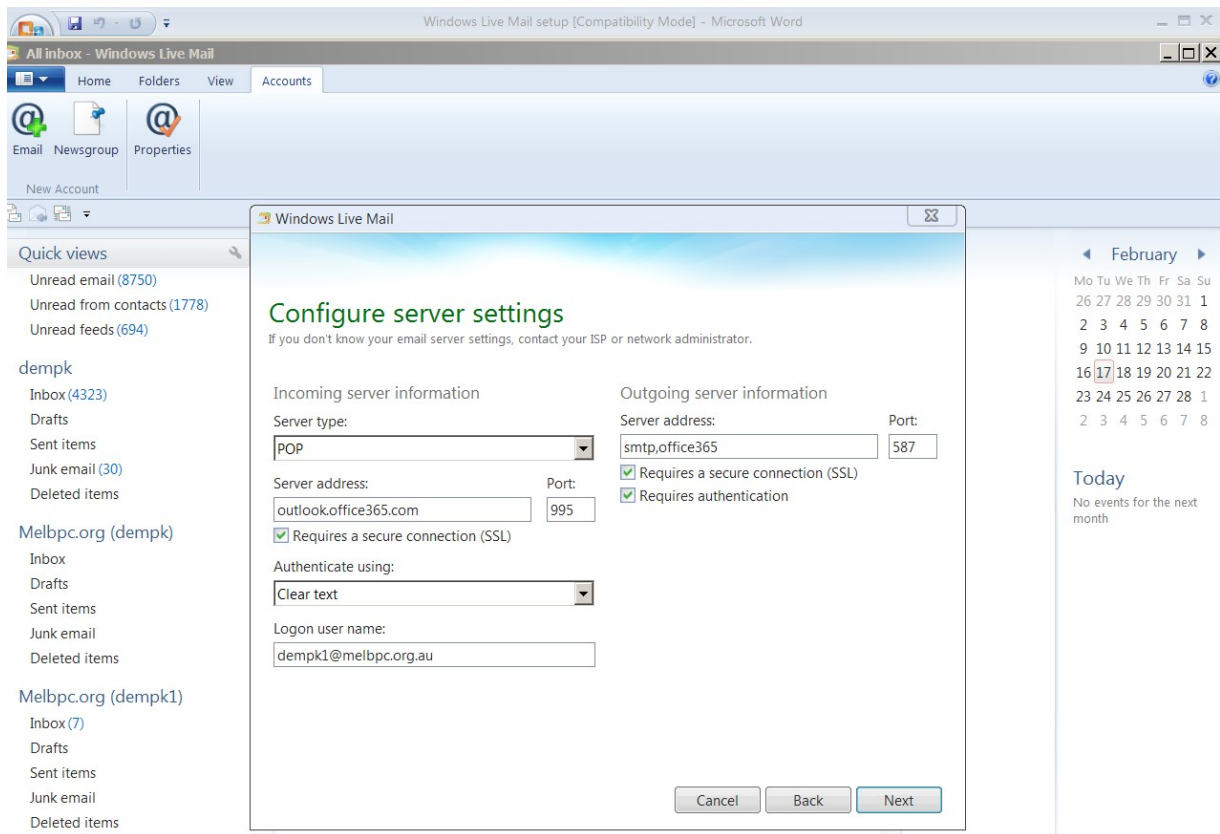 Windows Live Mail setup [Compatibility Mode] - Microsoft Word
All inbox - Windows Live Mail
Home Folders View Accounts
Email Newsgroup Properties
New Account
Quick views
Unread email (8750)
Unread from contacts (1778)
Unread feeds (694)
dempk
Inbox (4323)
Drafts
Sent items
Junk email (30)
Deleted items
Melbpc.org (dempk)
Inbox
Drafts
Sent items
Junk email
Deleted items
Melbpc.org (dempk1)
Inbox (7)
Drafts
Sent items
Junk email
Deleted items
Windows Live Mail
Configure server settings
If you don't know your email server settings, contact your ISP or network administrator.
Incoming server information
Server type:
POP
Server address: Port:
outlook.office365.com 995
Requires a secure connection (SSL)
Authenticate using:
Clear text
Logon user name:
dempk1@melbpc.org.au
Outgoing server information
Server address: Port:
smtp,office365 587
Requires a secure connection (SSL)
Requires authentication
Cancel Back Next
February
Mo Tu We Th Fr Sa Su
26 27 28 29 30 31 1
2 3 4 5 6 7 8
9 10 11 12 13 14 15
16 17 18 19 20 21 22
23 24 25 26 27 28 1
2 3 4 5 6 7 8
Today
No events for the next
month